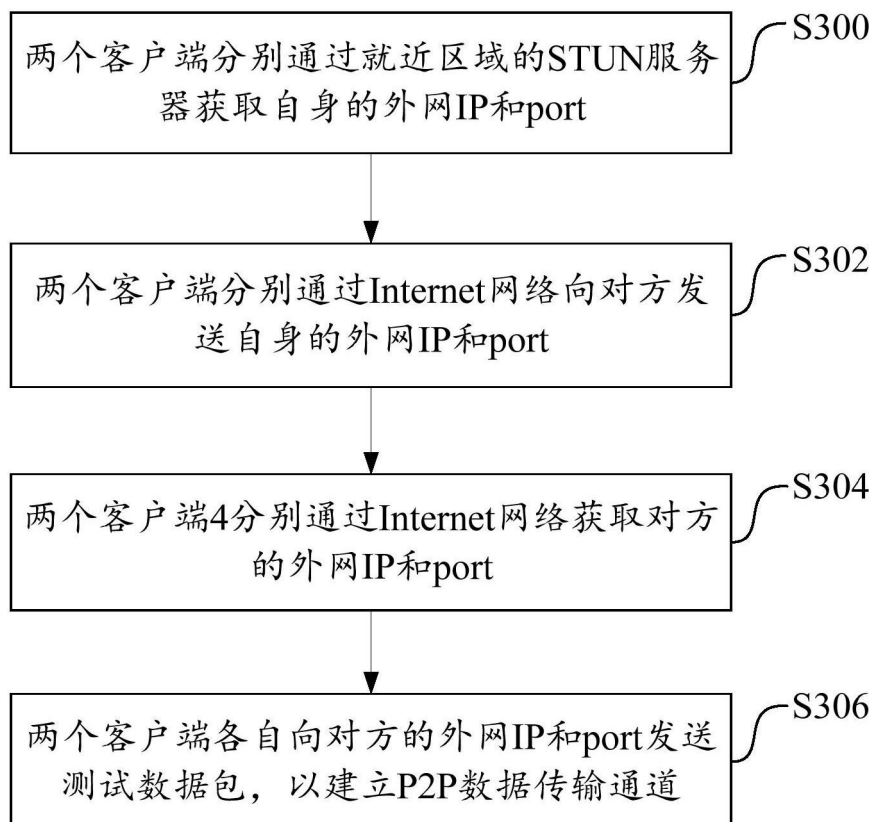 两个客户端分别通过就近区域的STUN服
务器获取自身的外网IP和port
S300
两个客户端分别通过Internet网络向对方发
送自身的外网IP和port
S302
两个客户端4分别通过Internet网络获取对方
的外网IP和port
S304
两个客户端各自向对方的外网IP和port发送
测试数据包，以建立P2P数据传输通道
S306